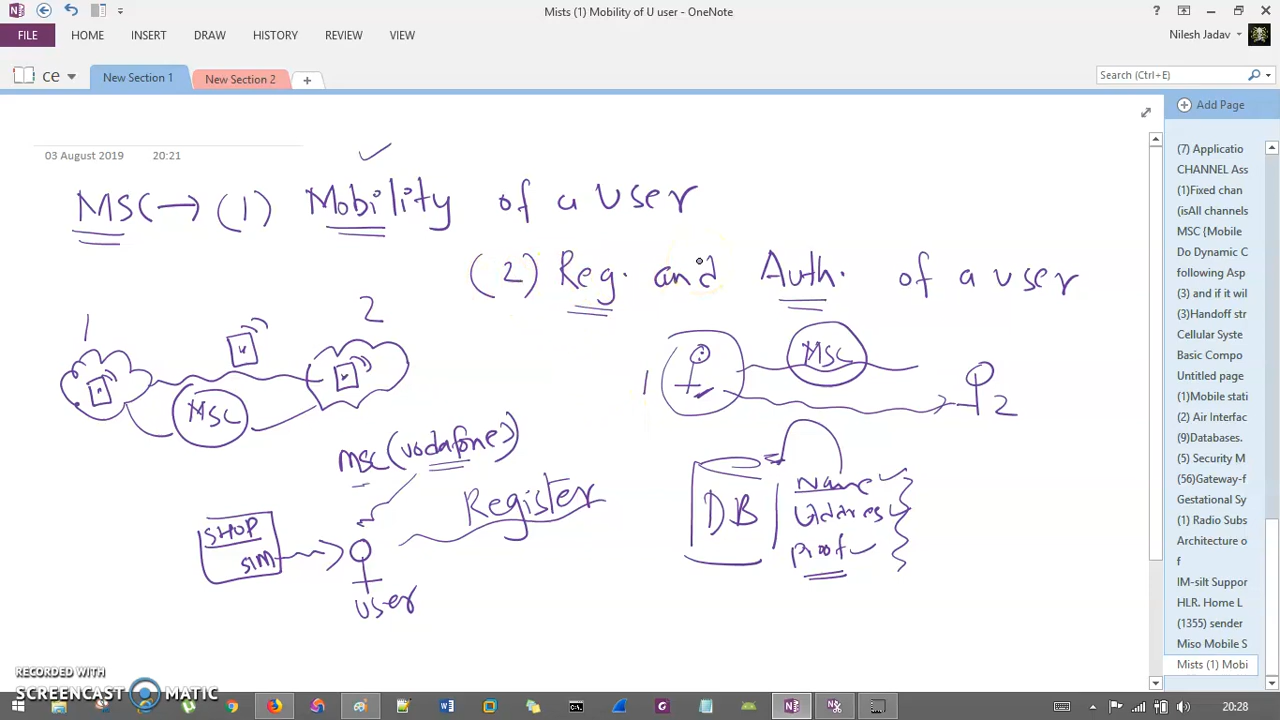 Mists (1) Mobility of U user - OneNote
FILE HOME INSERT DRAW HISTORY REVIEW VIEW
Nilesh Jadav
ce New Section 1 New Section 2
Search (Ctrl+E)
Add Page
03 August 2019 20:21
MSC → (1) Mobility of a User
(2) Reg. and Auth. of a user
1 2
MSC
1 MSC 2
msc (vodafone)
SHOP
SIM
User
Register
DB
Name
Address
proof
(7) Applicatio
CHANNEL Ass
(1)Fixed chan
(isAll channels
MSC (Mobile
Do Dynamic C
following Asp
(3) and if it wil
(3)Handoff str
Cellular Syste
Basic Compo
Untitled page
(1)Mobile stati
(2) Air Interfac
(9)Databases.
(5) Security M
(56)Gateway-f
Gestational Sy
(1) Radio Subs
Architecture o
f
IM-silt Suppor
HLR. Home L
(1355) sender
Miso Mobile S
Mists (1) Mobi
RECORDED WITH
SCREENCAST MATIC
20:28